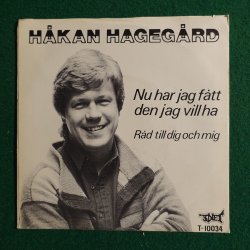 HÅKAN HAGEGÅRD
Nu har jag fått
den jag vill ha
Råd till dig och mig
T-10034